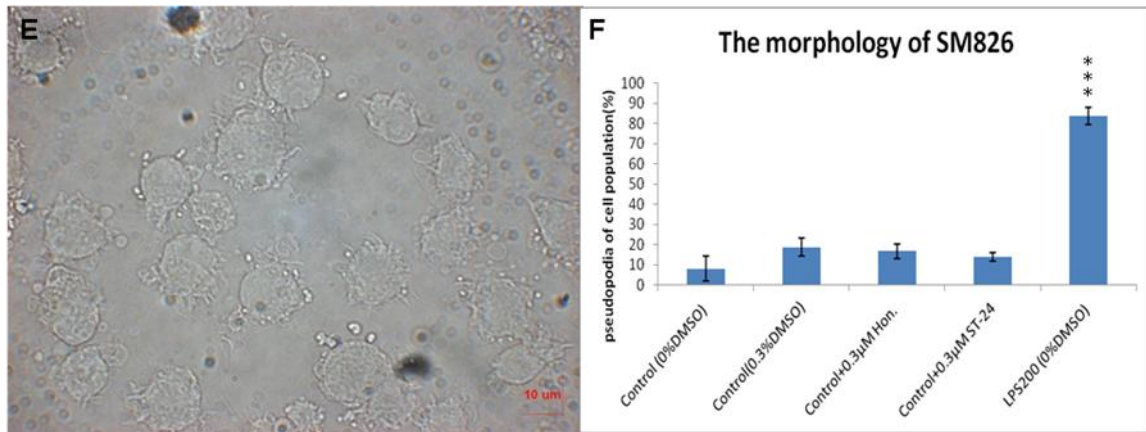 E
10 um
F
The morphology of SM826
pseudopodia of cell population(%)
100
90
80
70
60
50
40
30
20
10
0
***
Control (0%DMSO)
Control(0.3%DMSO)
Control+0.3μM Hon.
Control+0.3μM ST-24
LPS200 (0%DMSO)